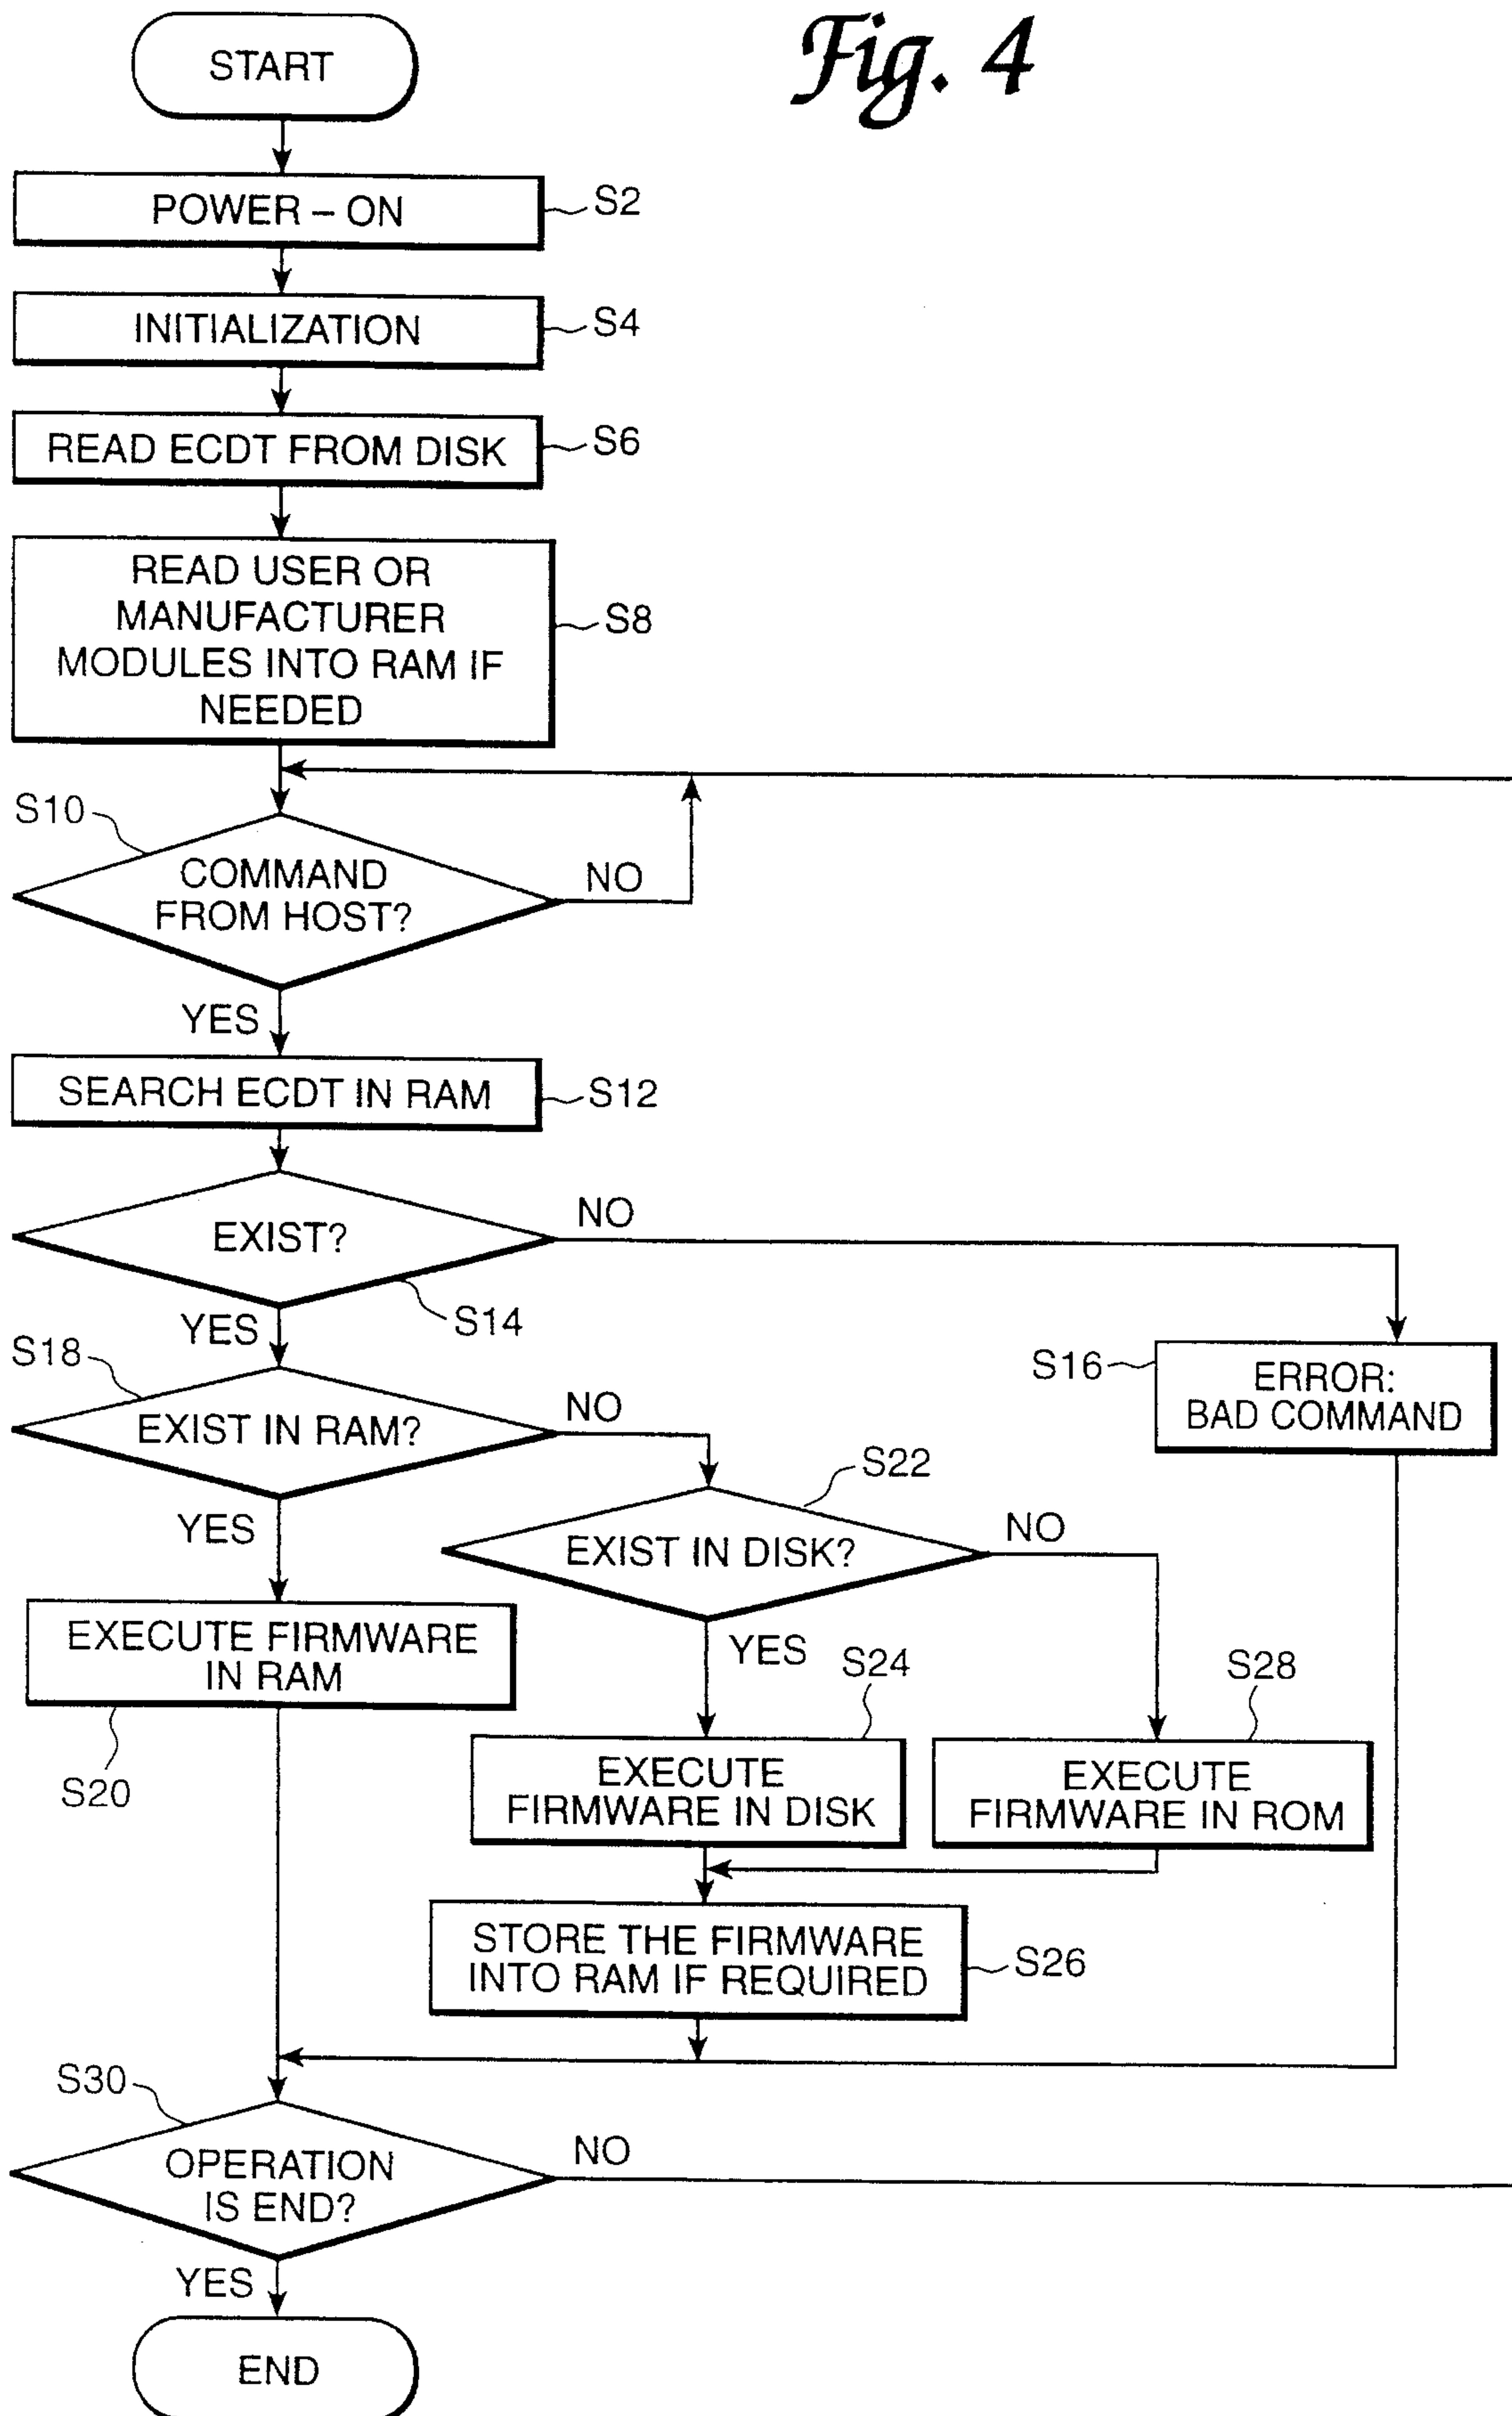 Fig. 4
START
POWER – ON
S2
INITIALIZATION
S4
READ ECDT FROM DISK
S6
READ USER OR
MANUFACTURER
MODULES INTO RAM IF
NEEDED
S8
S10
COMMAND
FROM HOST?
NO
YES
SEARCH ECDT IN RAM
S12
EXIST?
NO
S14
YES
S16
ERROR:
BAD COMMAND
S18
EXIST IN RAM?
NO
YES
S22
EXIST IN DISK?
NO
YES
EXECUTE FIRMWARE
IN RAM
S20
S24
EXECUTE
FIRMWARE IN DISK
S28
EXECUTE
FIRMWARE IN ROM
STORE THE FIRMWARE
INTO RAM IF REQUIRED
S26
S30
OPERATION
IS END?
NO
YES
END